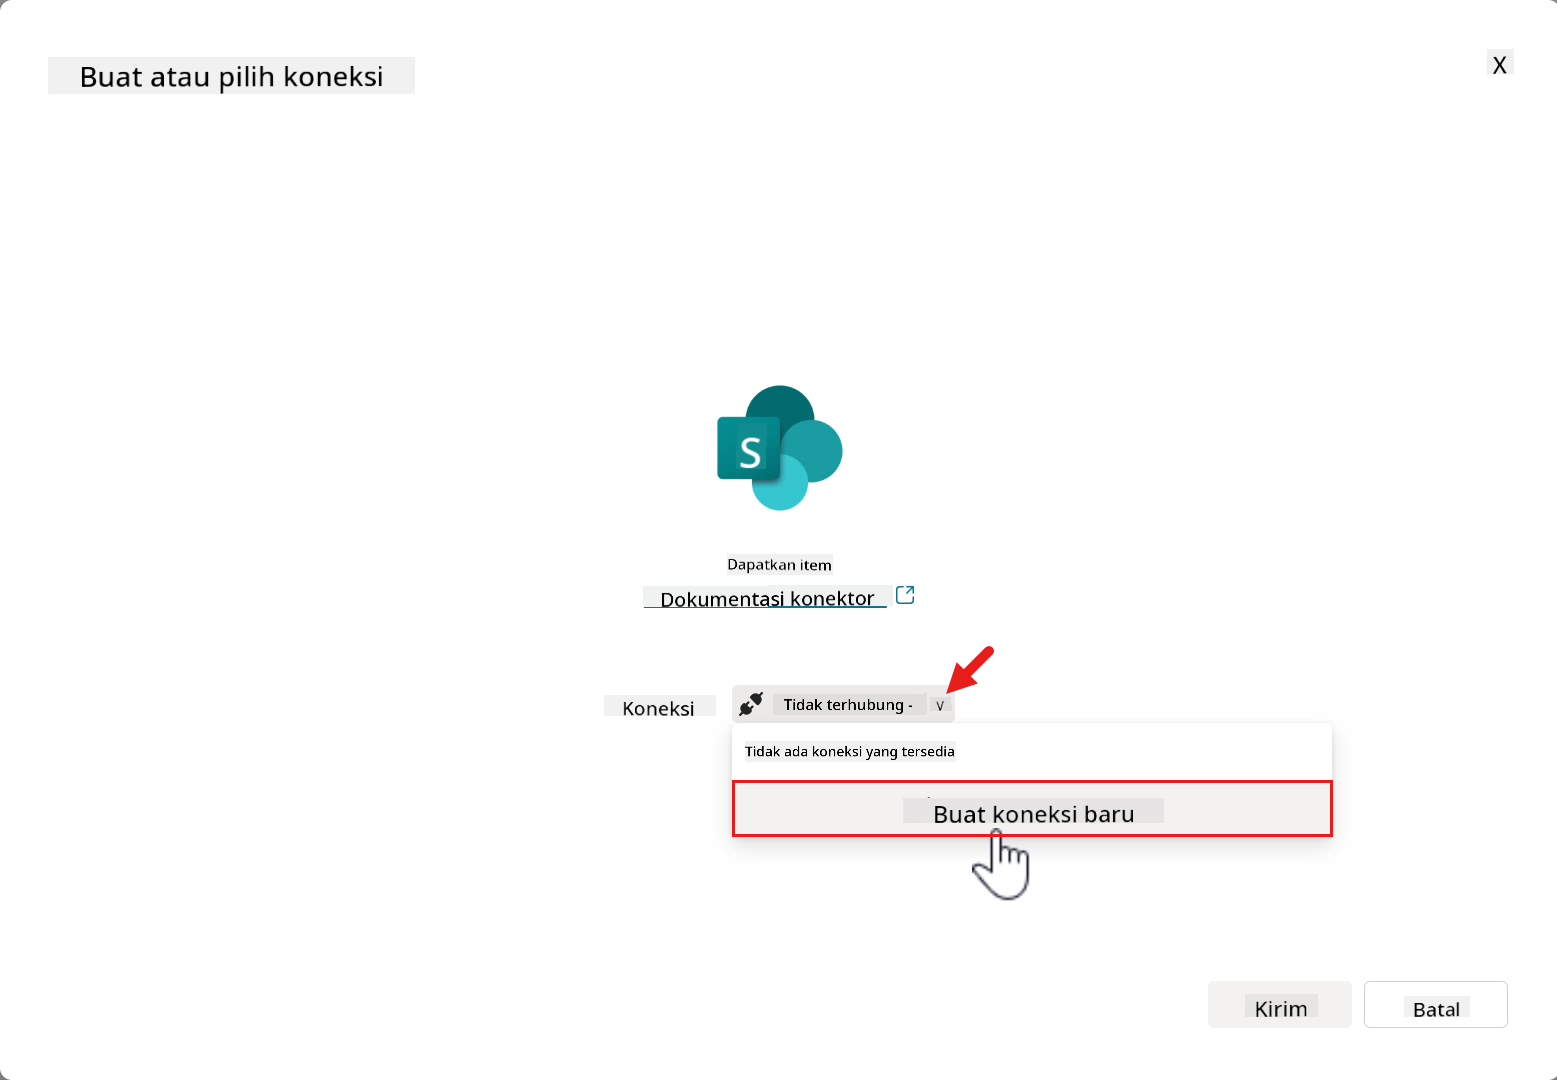 Buat atau pilih koneksi
X
S
Dapatkan item
Dokumentasi konektor
Koneksi
Tidak terhubung -
Tidak ada koneksi yang tersedia
Buat koneksi baru
Kirim
Batal